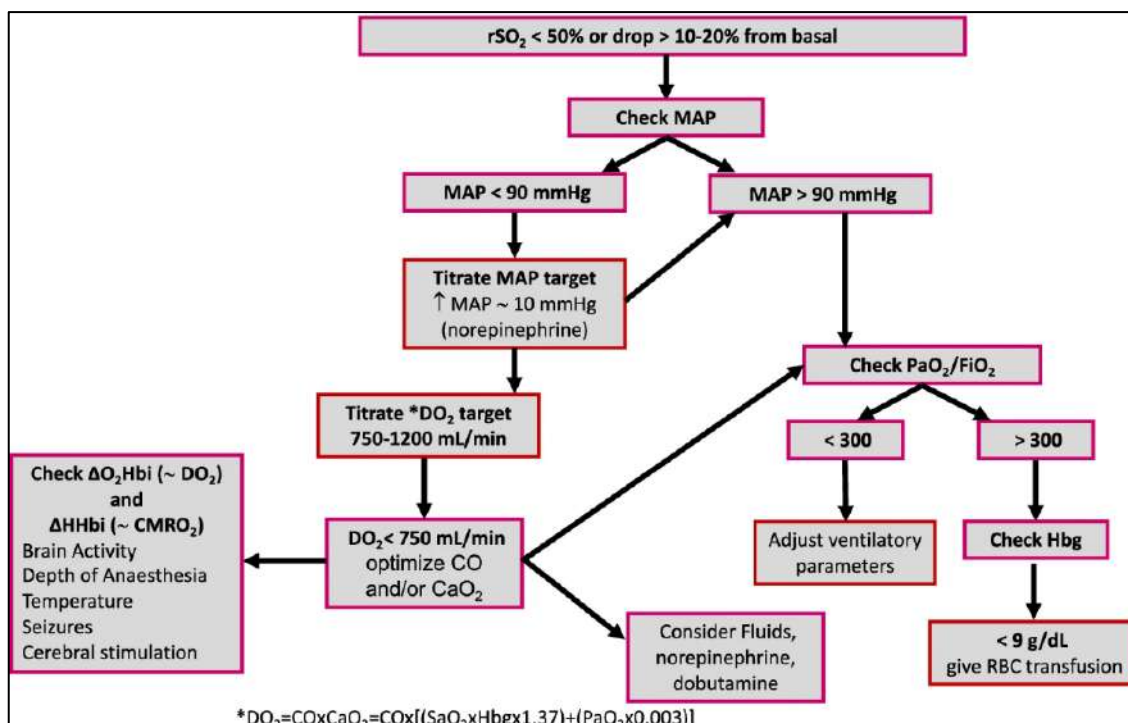 rSO₂ < 50% or drop > 10-20% from basal
Check MAP
MAP < 90 mmHg
MAP > 90 mmHg
Titrate MAP target
↑ MAP ~ 10 mmHg
(norepinephrine)
Check PaO₂/FiO₂
Titrate *DO₂ target
750-1200 mL/min
< 300
> 300
Check ΔO₂Hbi (~ DO₂)
and
ΔHHbi (~ CMRO₂)
Brain Activity
Depth of Anaesthesia
Temperature
Seizures
Cerebral stimulation
DO₂< 750 mL/min
optimize CO
and/or CaO₂
Adjust ventilatory
parameters
Check Hbg
Consider Fluids,
norepinephrine,
dobutamine
< 9 g/dL
give RBC transfusion
*DO₂=COxCaO₂=COx[(SaO₂xHbgx1.37)+(PaO₂x0.003)]